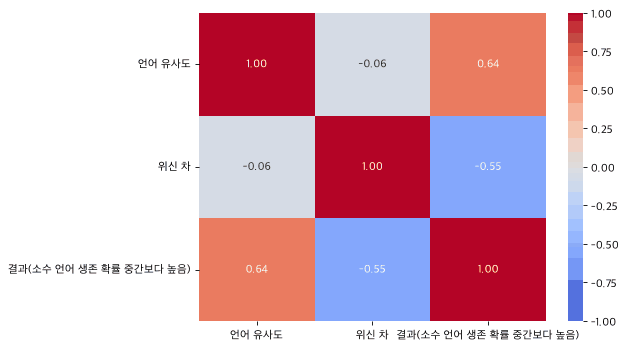 언어 유사도 1.00 -0.06 0.64
위신 차 -0.06 1.00 -0.55
결과(소수 언어 생존 확률 중간보다 높음) 0.64 -0.55 1.00
언어 유사도 위신 차 결과(소수 언어 생존 확률 중간보다 높음)
1.00
0.75
0.50
0.25
0.00
-0.25
-0.50
-0.75
-1.00